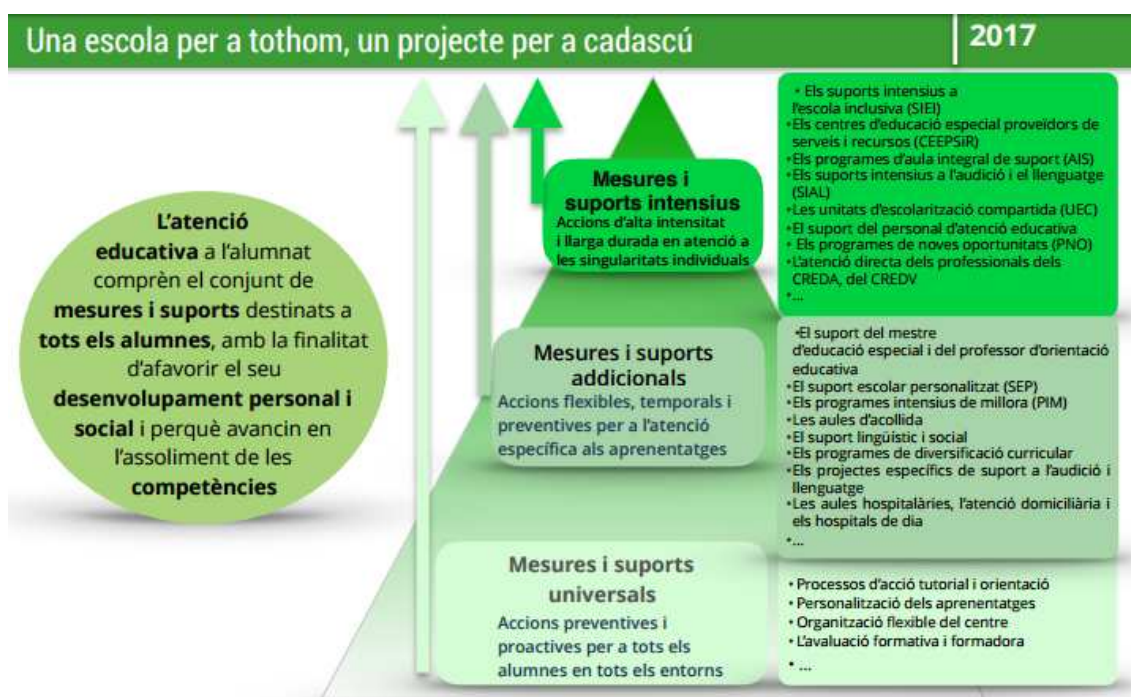 Una escola per a tothom, un projecte per a cadascú
2017
L'atenció
educativa a l'alumnat
comprèn el conjunt de
mesures i suports destinats a
tots els alumnes, amb la finalitat
d'afavorir el seu
desenvolupament personal i
social i perquè avancin en
l'assoliment de les
competències
Mesures i
suports intensius
Accions d'alta intensitat
i llarga durada en atenció a
les singularitats individuals
• Els suports intensius a
l'escola inclusiva (SIEI)
•Els centres d'educació especial proveïdors de
serveis i recursos (CEEPSiR)
•Els programes d'aula integral de suport (AIS)
•Els suports intensius a l'audició i el llenguatge
(SIAL)
•Les unitats d'escolarització compartida (UEC)
•El suport del personal d'atenció educativa
• Els programes de noves oportunitats (PNO)
•L'atenció directa dels professionals dels
CREDA, del CREDV
•...
Mesures i suports
addicionals
Accions flexibles, temporals i
preventives per a l'atenció
específica als aprenentatges
•El suport del mestre
d'educació especial i del professor d'orientació
educativa
•El suport escolar personalitzat (SEP)
•Els programes intensius de millora (PIM)
•Les aules d'acollida
•El suport lingüístic i social
•Els programes de diversificació curricular
•Els projectes específics de suport a l'audició i
llenguatge
•Les aules hospitalàries, l'atenció domiciliària i
els hospitals de dia
•...
Mesures i suports
universals
Accions preventives i
proactives per a tots els
alumnes en tots els entorns
• Processos d'acció tutorial i orientació
• Personalització dels aprenentatges
• Organització flexible del centre
• L'avaluació formativa i formadora
• ...